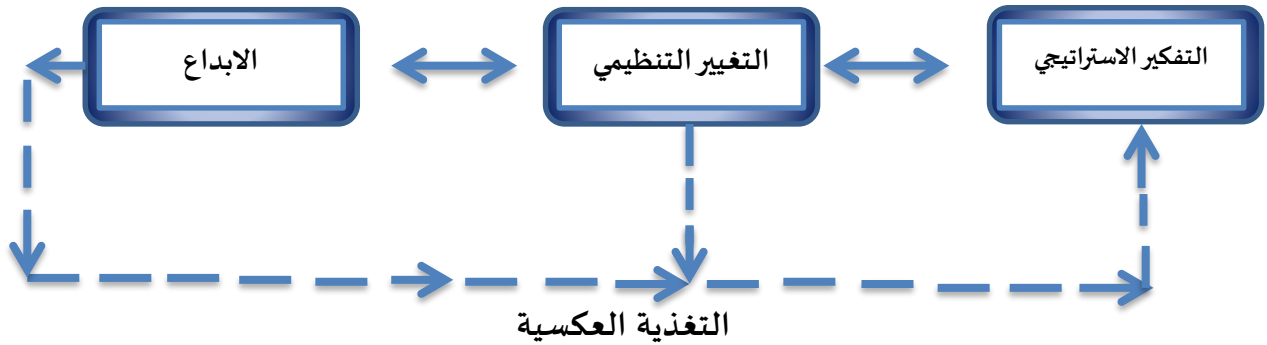 التفكير الاستراتيجي
التغيير التنظيمي
الابداع
التغذية العكسية